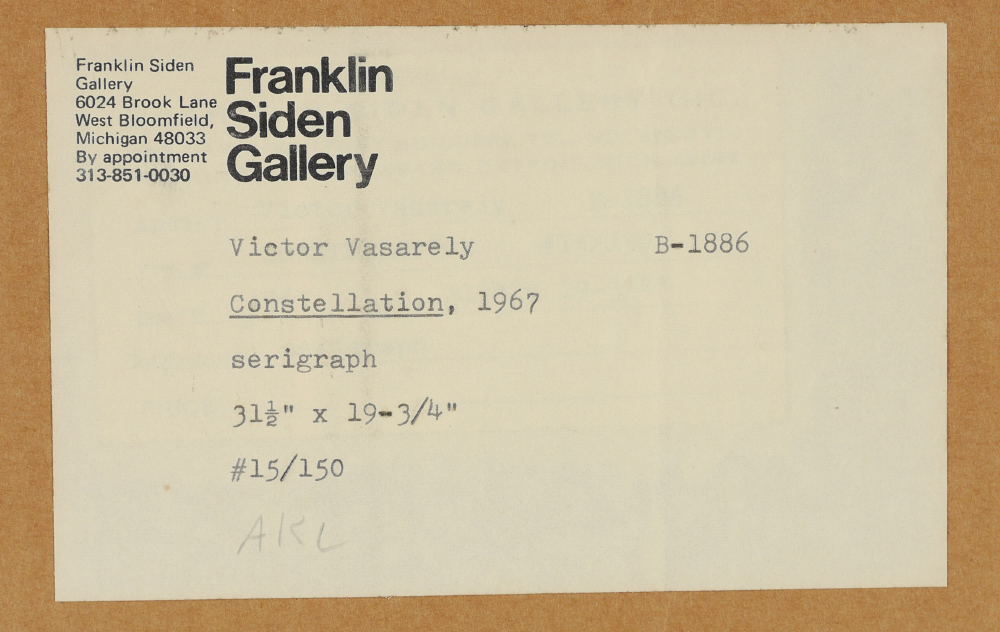 Franklin Siden
Gallery
6024 Brook Lane
West Bloomfield,
Michigan 48033
By appointment
313-851-0030
Franklin
Siden
Gallery
Victor Vasarely B-1886
Constellation, 1967
serigraph
31½" x 19-3/4"
#15/150
AKL